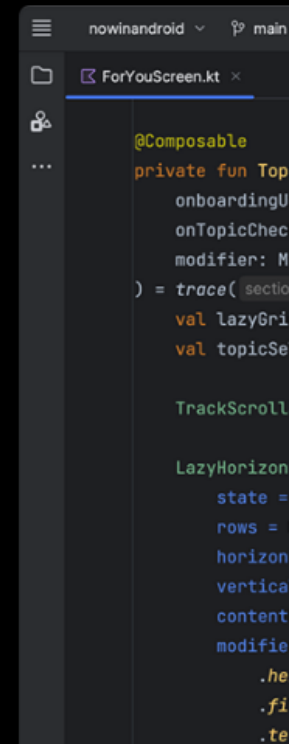 nowinandroid main
ForYouScreen.kt
@Composable
private fun Top
onboardingU
onTopicChec
modifier: M
) = trace( sectio
val lazyGri
val topicSe
TrackScroll
LazyHorizon
state =
rows =
horizon
vertica
content
modifie
.he
.fi
.te